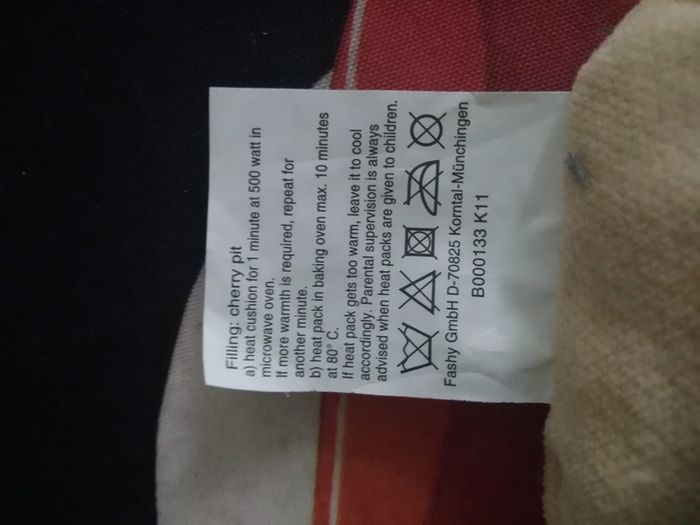 Filling: cherry pit
a) heat cushion for 1 minute at 500 watt in
microwave oven.
If more warmth is required, repeat for
another minute.
b) heat pack in baking oven max. 10 minutes
at 80° C.
If heat pack gets too warm, leave it to cool
accordingly. Parental supervision is always
advised when heat packs are given to children.
Fashy GmbH D-70825 Korntal-Münchingen
B000133 K11